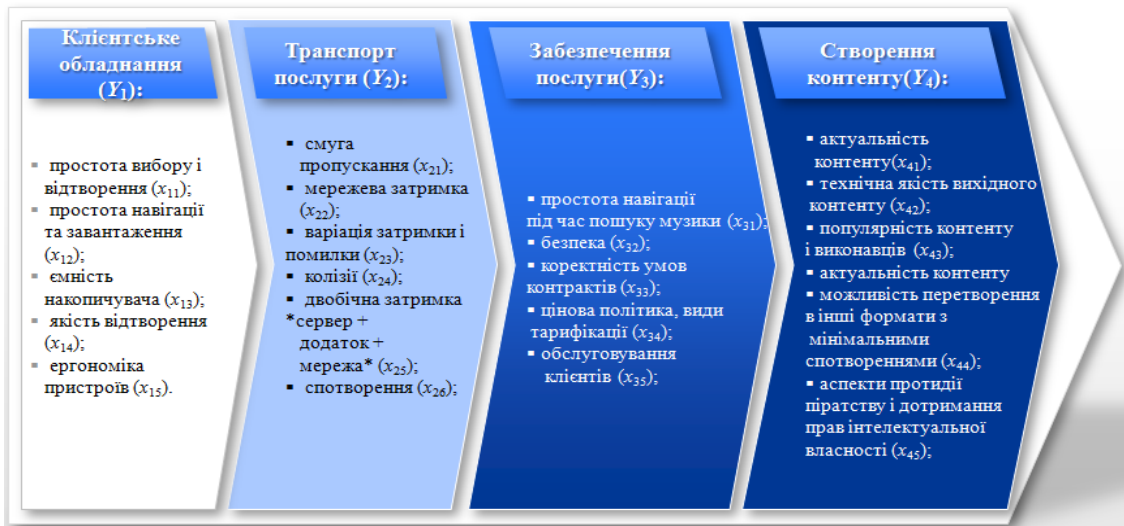 Клієнтське
обладнання
(Y₁):
▪ простота вибору і
відтворення (x₁₁);
▪ простота навігації
та завантаження
(x₁₂);
▪ ємність
накопичувача (x₁₃);
▪ якість відтворення
(x₁₄);
▪ ергономіка
пристроїв (x₁₅).
Транспорт
послуги (Y₂):
▪ смуга
пропускання (x₂₁);
▪ мережева затримка
(x₂₂);
▪ варіація затримки і
помилки (x₂₃);
▪ колізії (x₂₄);
▪ двобічна затримка
*сервер +
додаток +
мережа* (x₂₅);
▪ спотворення (x₂₆);
Забезпечення
послуги(Y₃):
▪ простота навігації
під час пошуку музики (x₃₁);
▪ безпека (x₃₂);
▪ коректність умов
контрактів (x₃₃);
▪ цінова політика, види
тарифікації (x₃₄);
▪ обслуговування
клієнтів (x₃₅);
Створення
контенту(Y₄):
▪ актуальність
контенту(x₄₁);
▪ технічна якість вихідного
контенту (x₄₂);
▪ популярність контенту
і виконавців (x₄₃);
▪ актуальність контенту
▪ можливість перетворення
в інші формати з
мінімальними
спотвореннями (x₄₄);
▪ аспекти протидії
піратству і дотримання
прав інтелектуальної
власності (x₄₅);